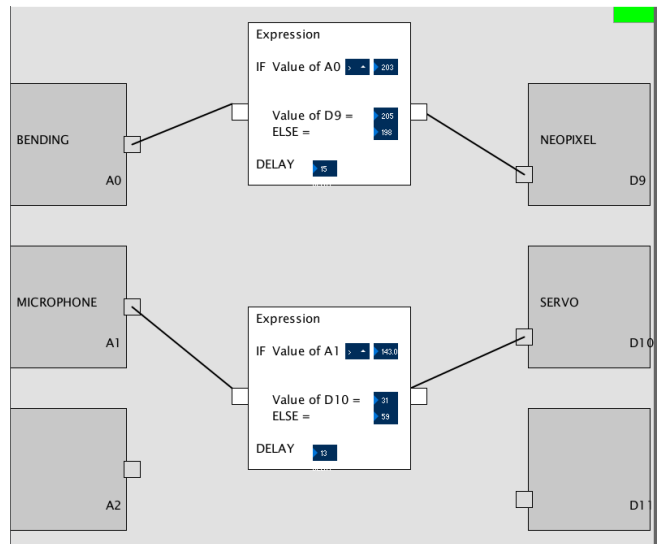 Expression
IF Value of A0 > 203
Value of D9 = 205
ELSE = 198
DELAY 15
BENDING
A0
NEOPIXEL
D9
MICROPHONE
A1
Expression
IF Value of A1 > 143.0
Value of D10 = 31
ELSE = 59
DELAY 13
SERVO
D10
A2
D11